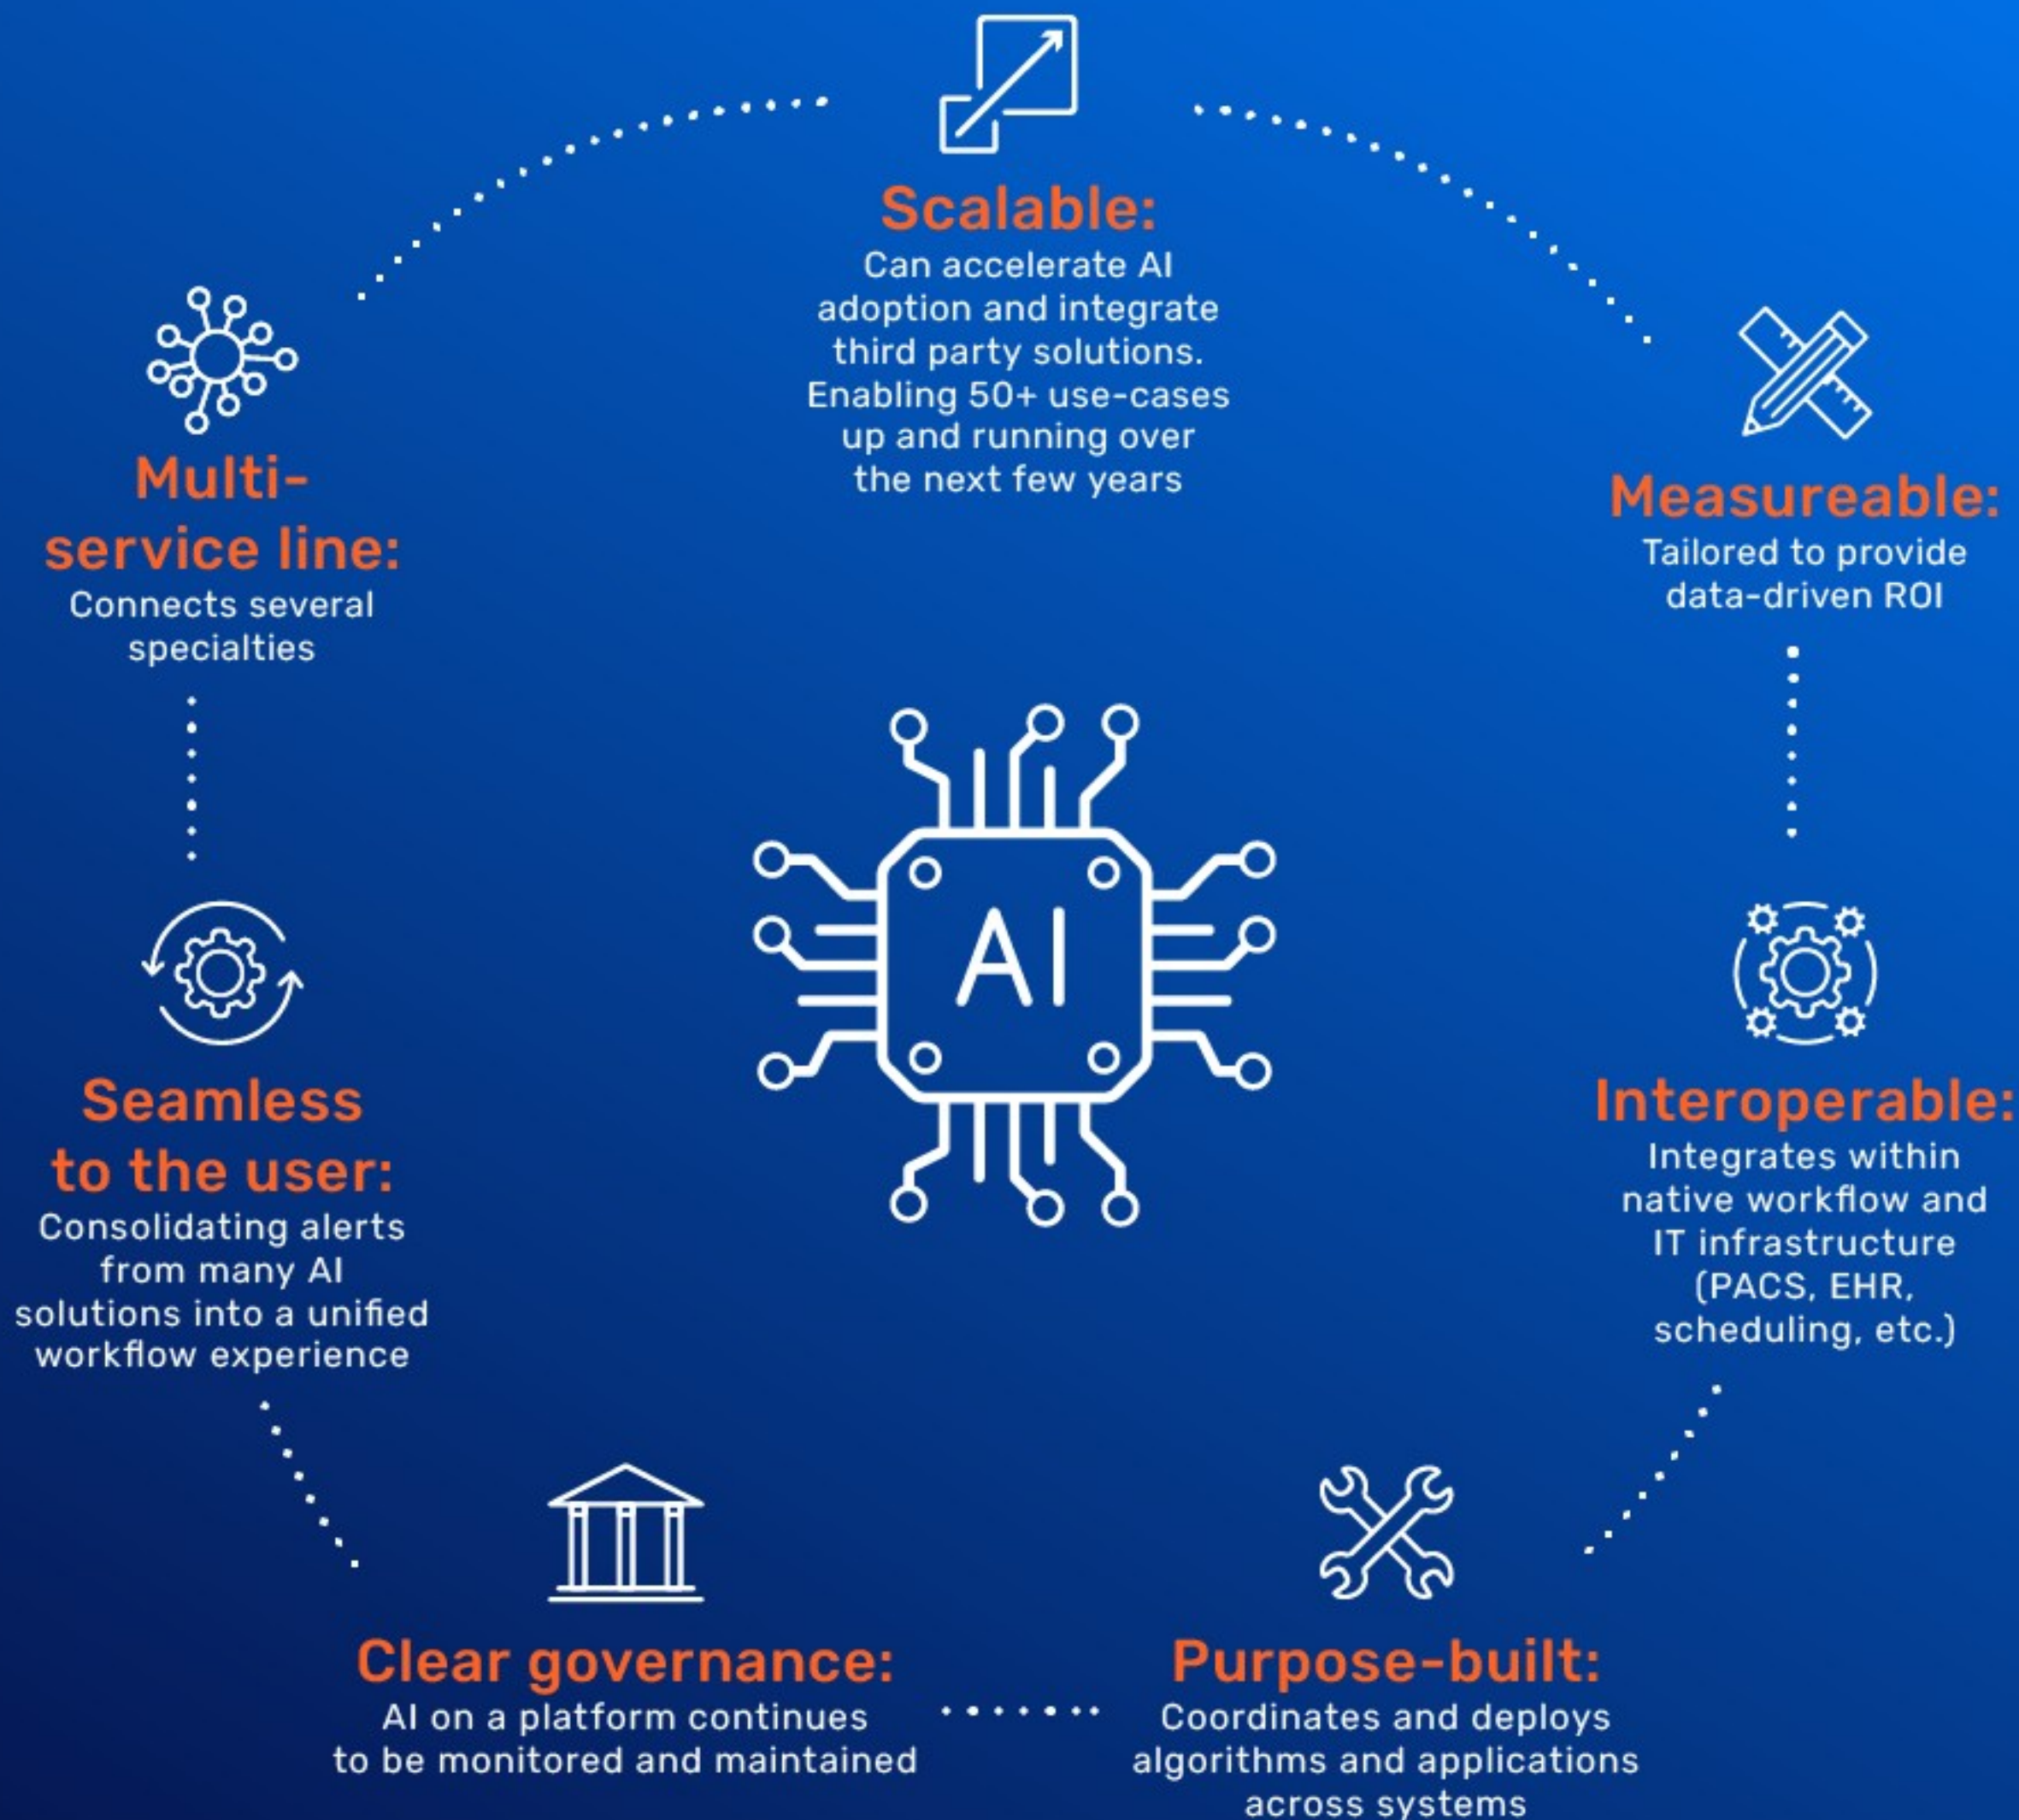 Scalable:
Can accelerate AI
adoption and integrate
third party solutions.
Enabling 50+ use-cases
up and running over
the next few years
Multi-
service line:
Connects several
specialties
Measureable:
Tailored to provide
data-driven ROI
AI
Seamless
to the user:
Consolidating alerts
from many AI
solutions into a unified
workflow experience
Interoperable:
Integrates within
native workflow and
IT infrastructure
(PACS, EHR,
scheduling, etc.)
Clear governance:
AI on a platform continues
to be monitored and maintained
Purpose-built:
Coordinates and deploys
algorithms and applications
across systems